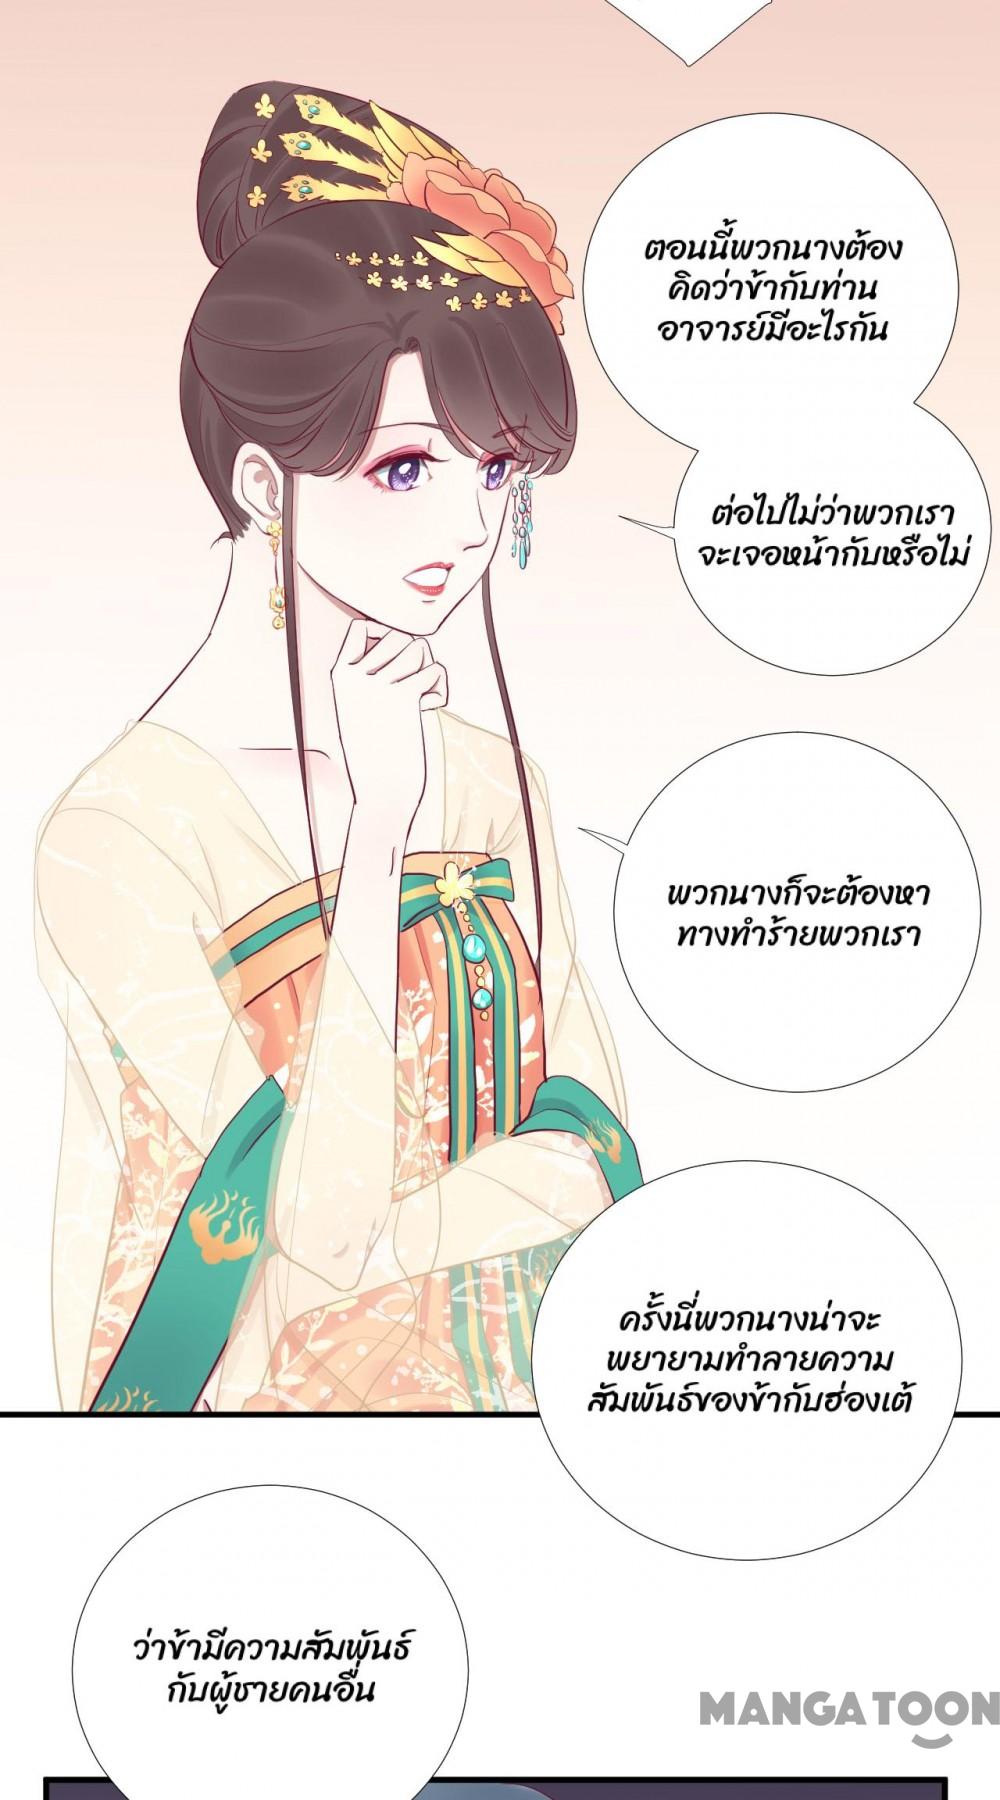 ตอนนี้พวกนางต้อง
คิดว่าข้ากับท่าน
อาจารย์มีอะไรกัน
ต่อไปไม่ว่าพวกเรา
จะเจอหน้ากับหรือไม่
พวกนางก็จะต้องหา
ทางทำร้ายพวกเรา
ครั้งนี่พวกนางน่าจะ
พยายามทำลายความ
สัมพันธ์ของข้ากับฮ่องเต้
ว่าข้ามีความสัมพันธ์
กับผู้ชายคนอื่น
MANGATOON